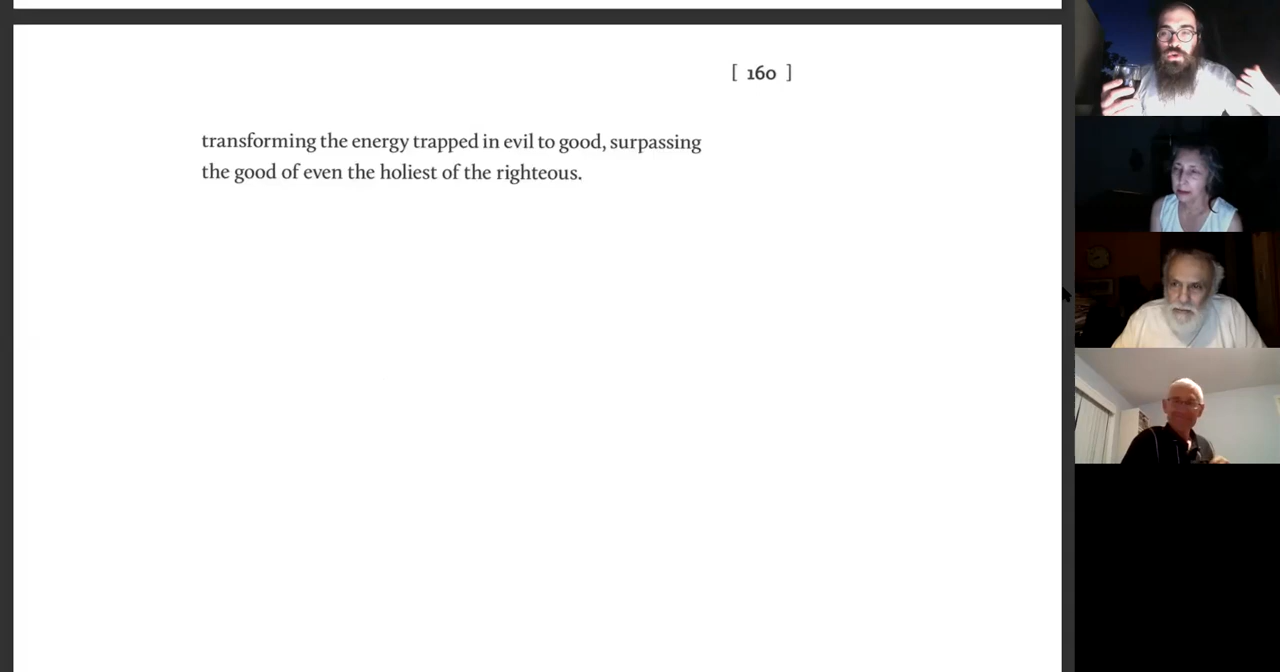 [ 160 ]
transforming the energy trapped in evil to good, surpassing
the good of even the holiest of the righteous.